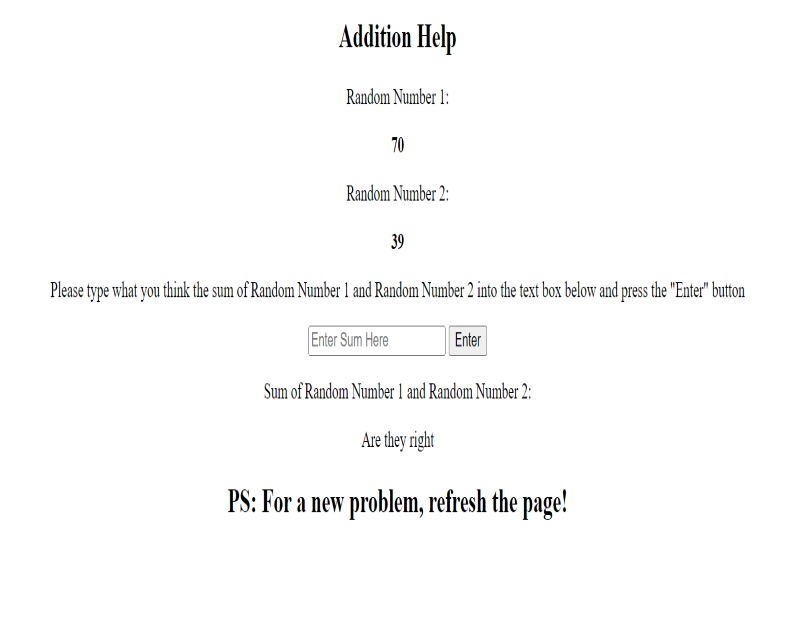 Addition Help
Random Number 1:
70
Random Number 2:
39
Please type what you think the sum of Random Number 1 and Random Number 2 into the text box below and press the "Enter" button
Enter Sum Here Enter
Sum of Random Number 1 and Random Number 2:
Are they right
PS: For a new problem, refresh the page!